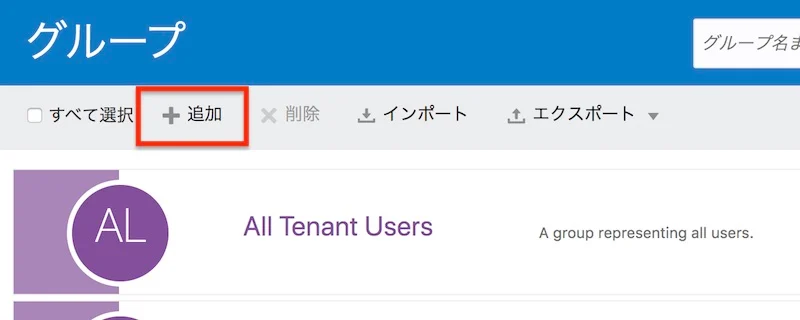 グループ
グループ名ま
すべて選択 追加 削除 インポート エクスポート
AL
All Tenant Users
A group representing all users.